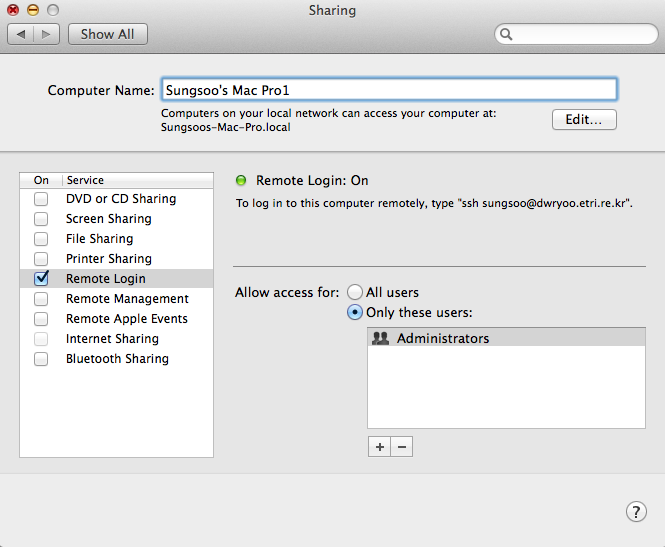 Sharing
Show All
Computer Name: Sungsoo's Mac Pro1
Computers on your local network can access your computer at:
Sungsoos-Mac-Pro.local
Edit...
On Service
DVD or CD Sharing
Screen Sharing
File Sharing
Printer Sharing
Remote Login
Remote Management
Remote Apple Events
Internet Sharing
Bluetooth Sharing
Remote Login: On
To log in to this computer remotely, type "ssh sungsoo@dwryoo.etri.re.kr".
Allow access for: All users
Only these users:
Administrators
+ −
?